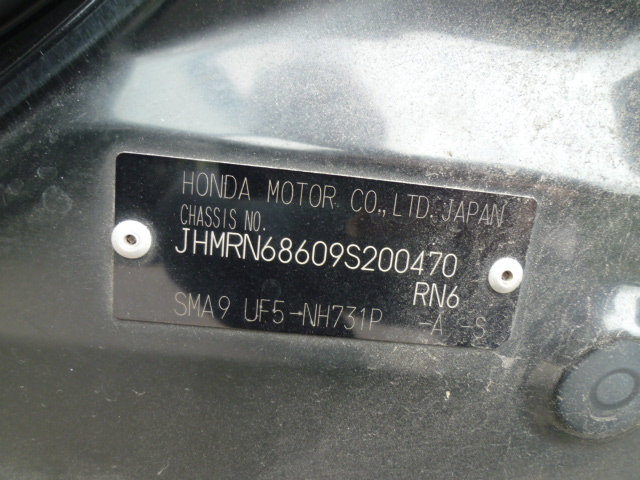 HONDA MOTOR CO.,LTD.JAPAN
CHASSIS NO.
JHMRN68609S200470
RN6
SMA9 UF5-NH731P -A -S